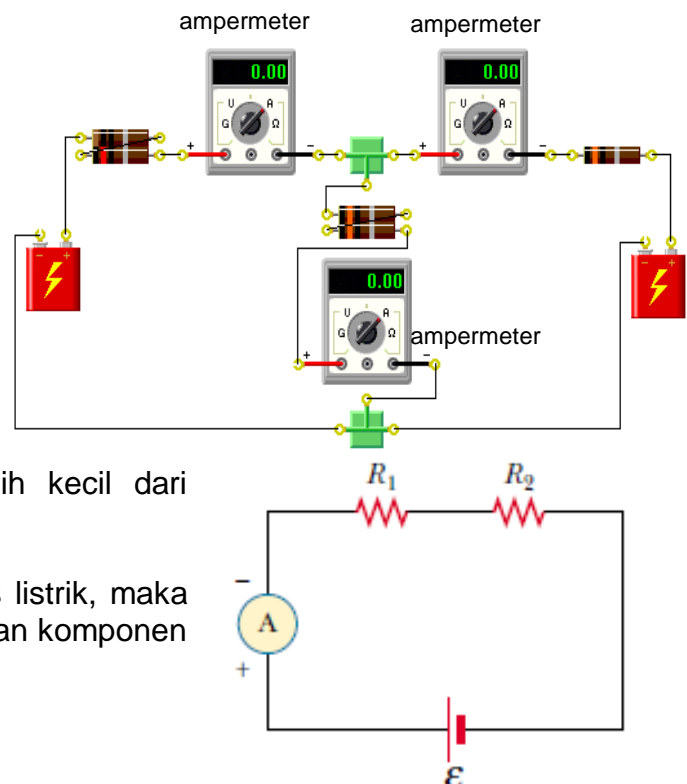 ampermeter ampermeter
0.00 0.00
U A U A
G Ω G Ω
+ − + −
− + − +
0.00
U A
G Ω
ampermeter
+ −
ih kecil dari
R1 R2
listrik, maka
an komponen
−
A
+
ε